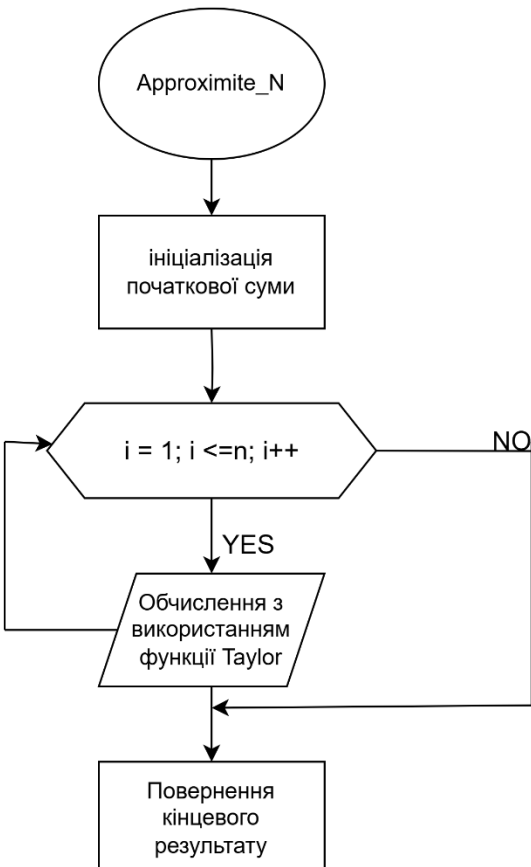 Approximite_N
ініціалізація
початкової суми
i = 1; i <=n; i++
NO
YES
Обчислення з
використанням
функції Taylor
Повернення
кінцевого
результату